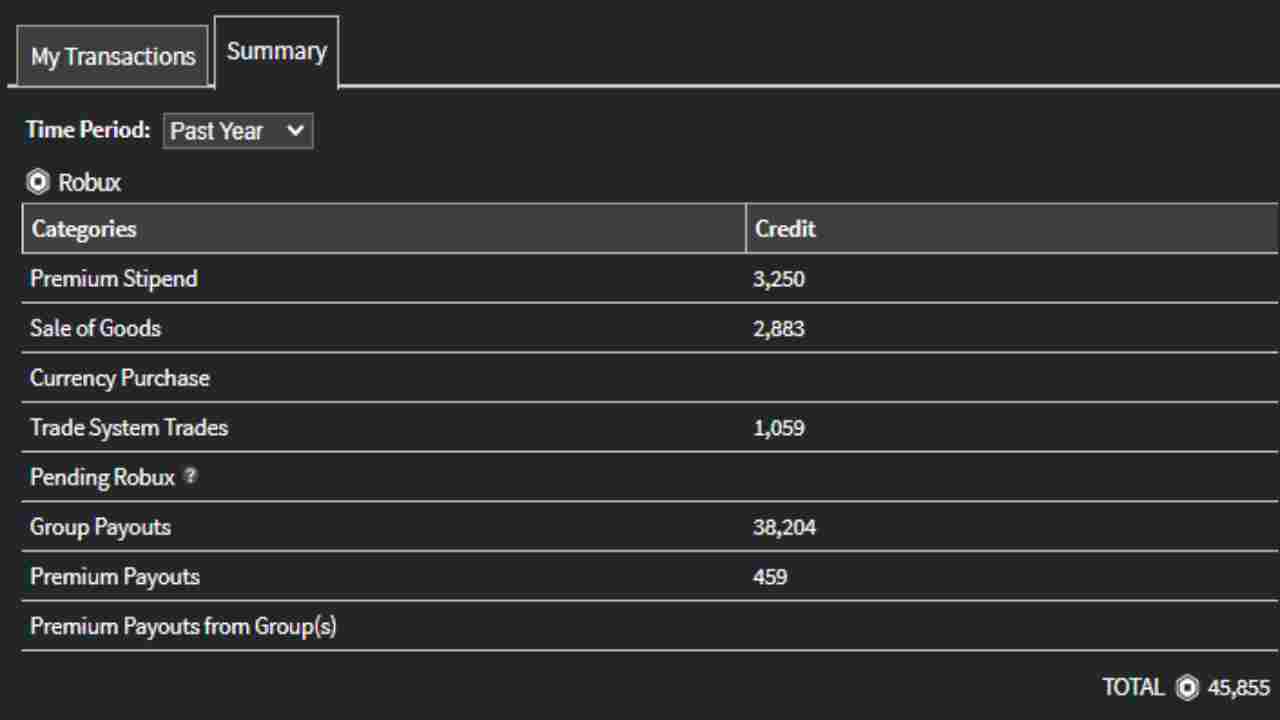 My Transactions
Summary
Time Period: Past Year
Robux
Categories Credit
Premium Stipend 3,250
Sale of Goods 2,883
Currency Purchase
Trade System Trades 1,059
Pending Robux ?
Group Payouts 38,204
Premium Payouts 459
Premium Payouts from Group(s)
TOTAL 45,855